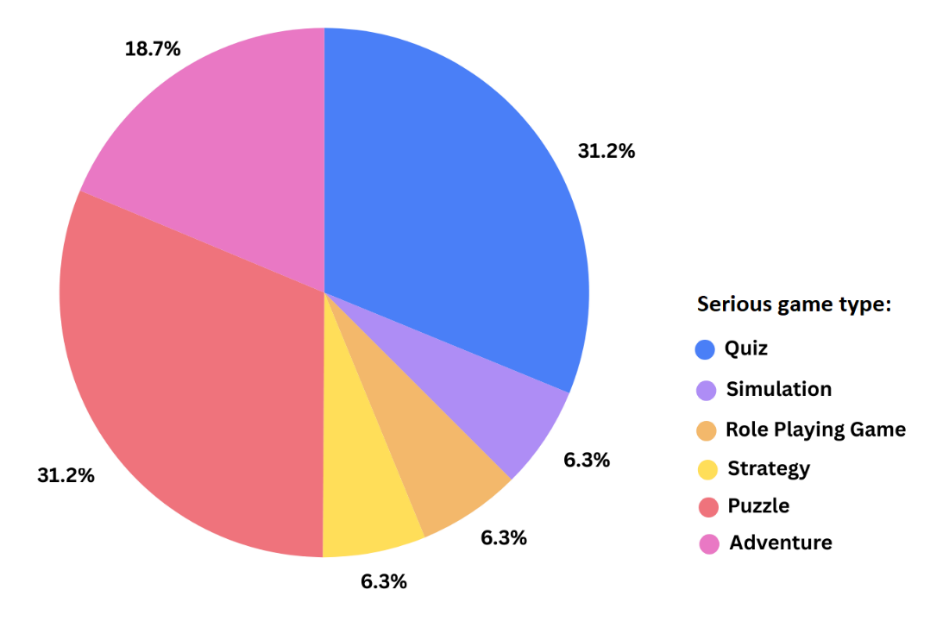 18.7%
31.2%
Serious game type:
Quiz
Simulation
Role Playing Game
Strategy
Puzzle
Adventure
6.3%
31.2%
6.3%
6.3%